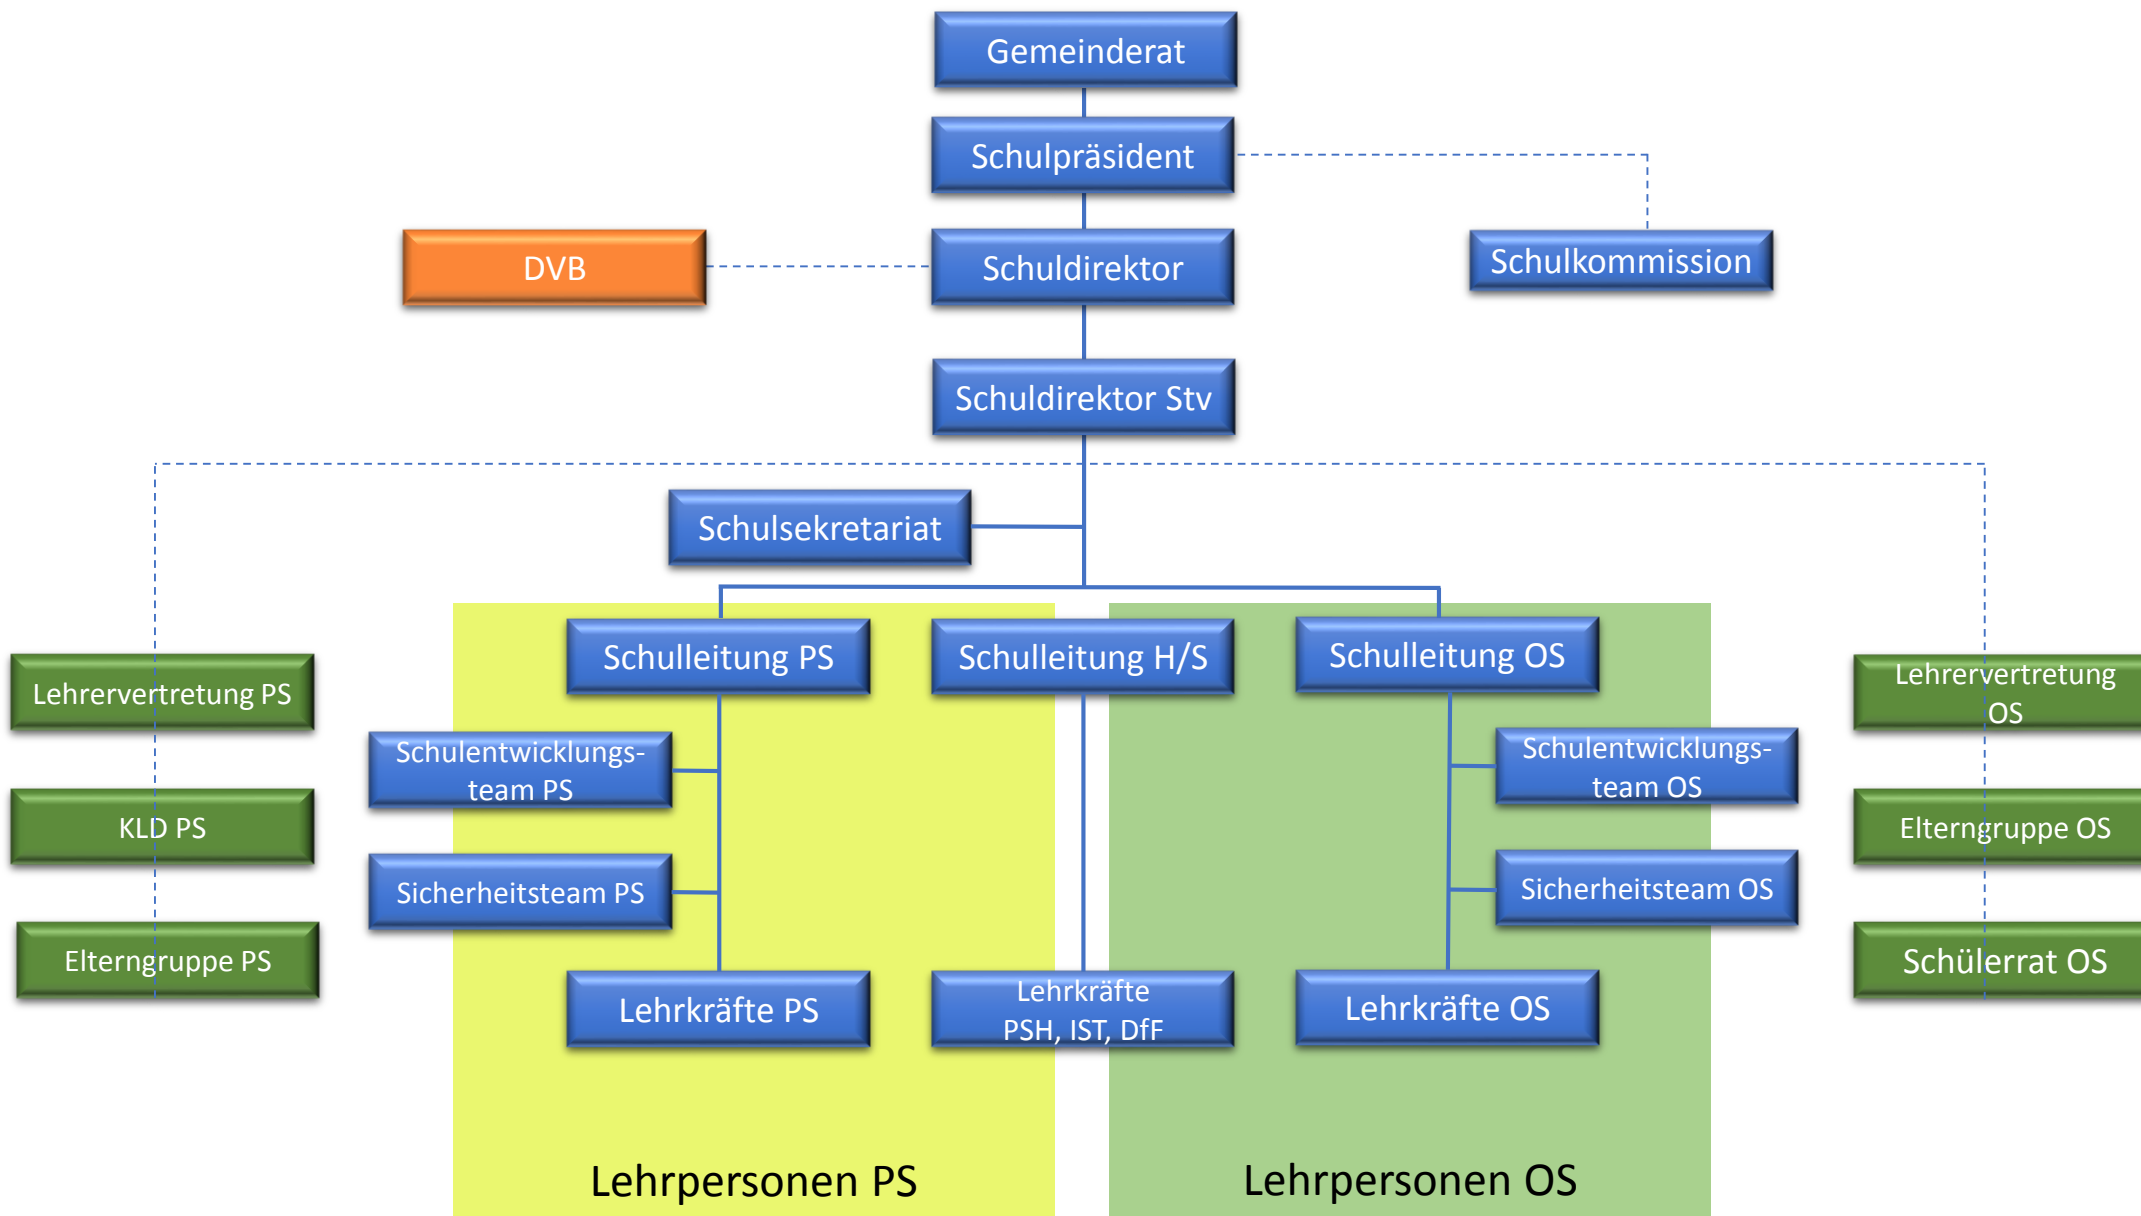 Gemeinderat
Schulpräsident
DVB
Schuldirektor
Schulkommission
Schuldirektor Stv
Schulsekretariat
Schulleitung PS
Schulleitung H/S
Schulleitung OS
Lehrervertretung PS
Lehrervertretung
OS
Schulentwicklungs-
team PS
Schulentwicklungs-
team OS
KLD PS
Elterngruppe OS
Sicherheitsteam PS
Sicherheitsteam OS
Elterngruppe PS
Schülerrat OS
Lehrkräfte PS
Lehrkräfte
PSH, IST, DfF
Lehrkräfte OS
Lehrpersonen PS
Lehrpersonen OS